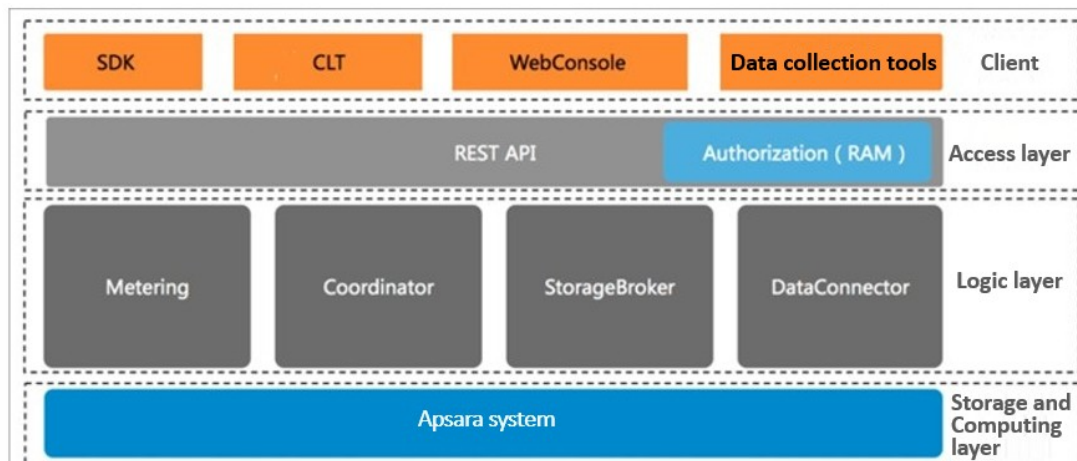 SDK
CLT
WebConsole
Data collection tools
Client
REST API
Authorization ( RAM )
Access layer
Metering
Coordinator
StorageBroker
DataConnector
Logic layer
Apsara system
Storage and
Computing
layer